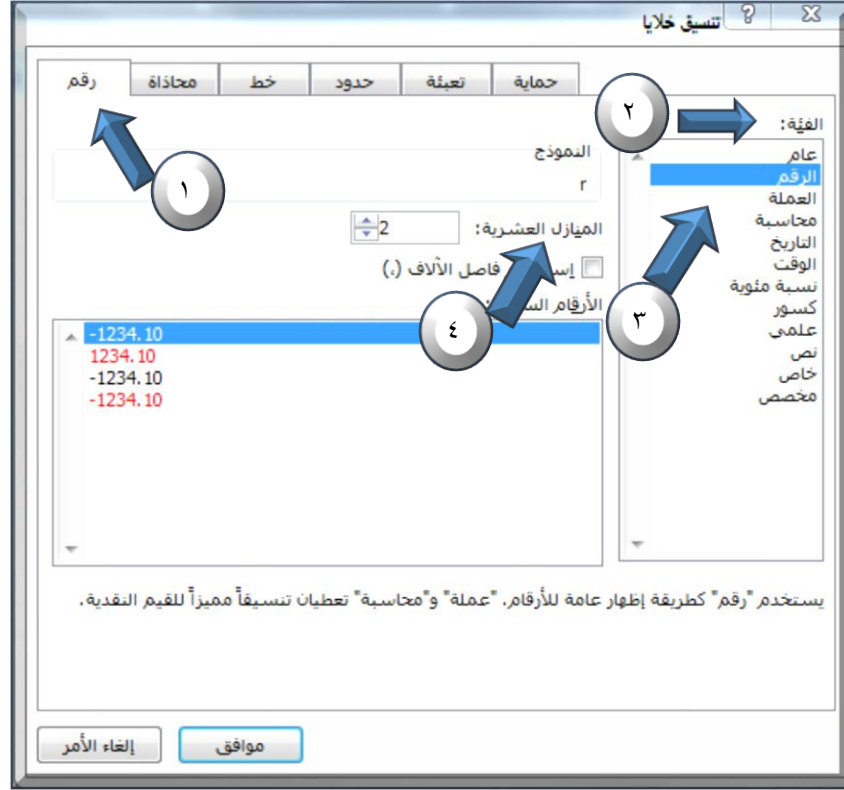 تنسيق خلايا
رقم محاذاة خط حدود تعبئة حماية
١
٢
الفئة:
عام
الرقم
العملة
محاسبة
التاريخ
الوقت
نسبة مئوية
كسور
علمي
نص
خاص
مخصص
٣
النموذج
r
المنازل العشرية: 2
٤
فاصل الآلاف (،)
الأرقام
-1234.10
1234.10
-1234.10
-1234.10
يستخدم "رقم" كطريقة إظهار عامة للأرقام. "عملة" و"محاسبة" تعطيان تنسيقاً مميزاً للقيم النقدية.
موافق
إلغاء الأمر